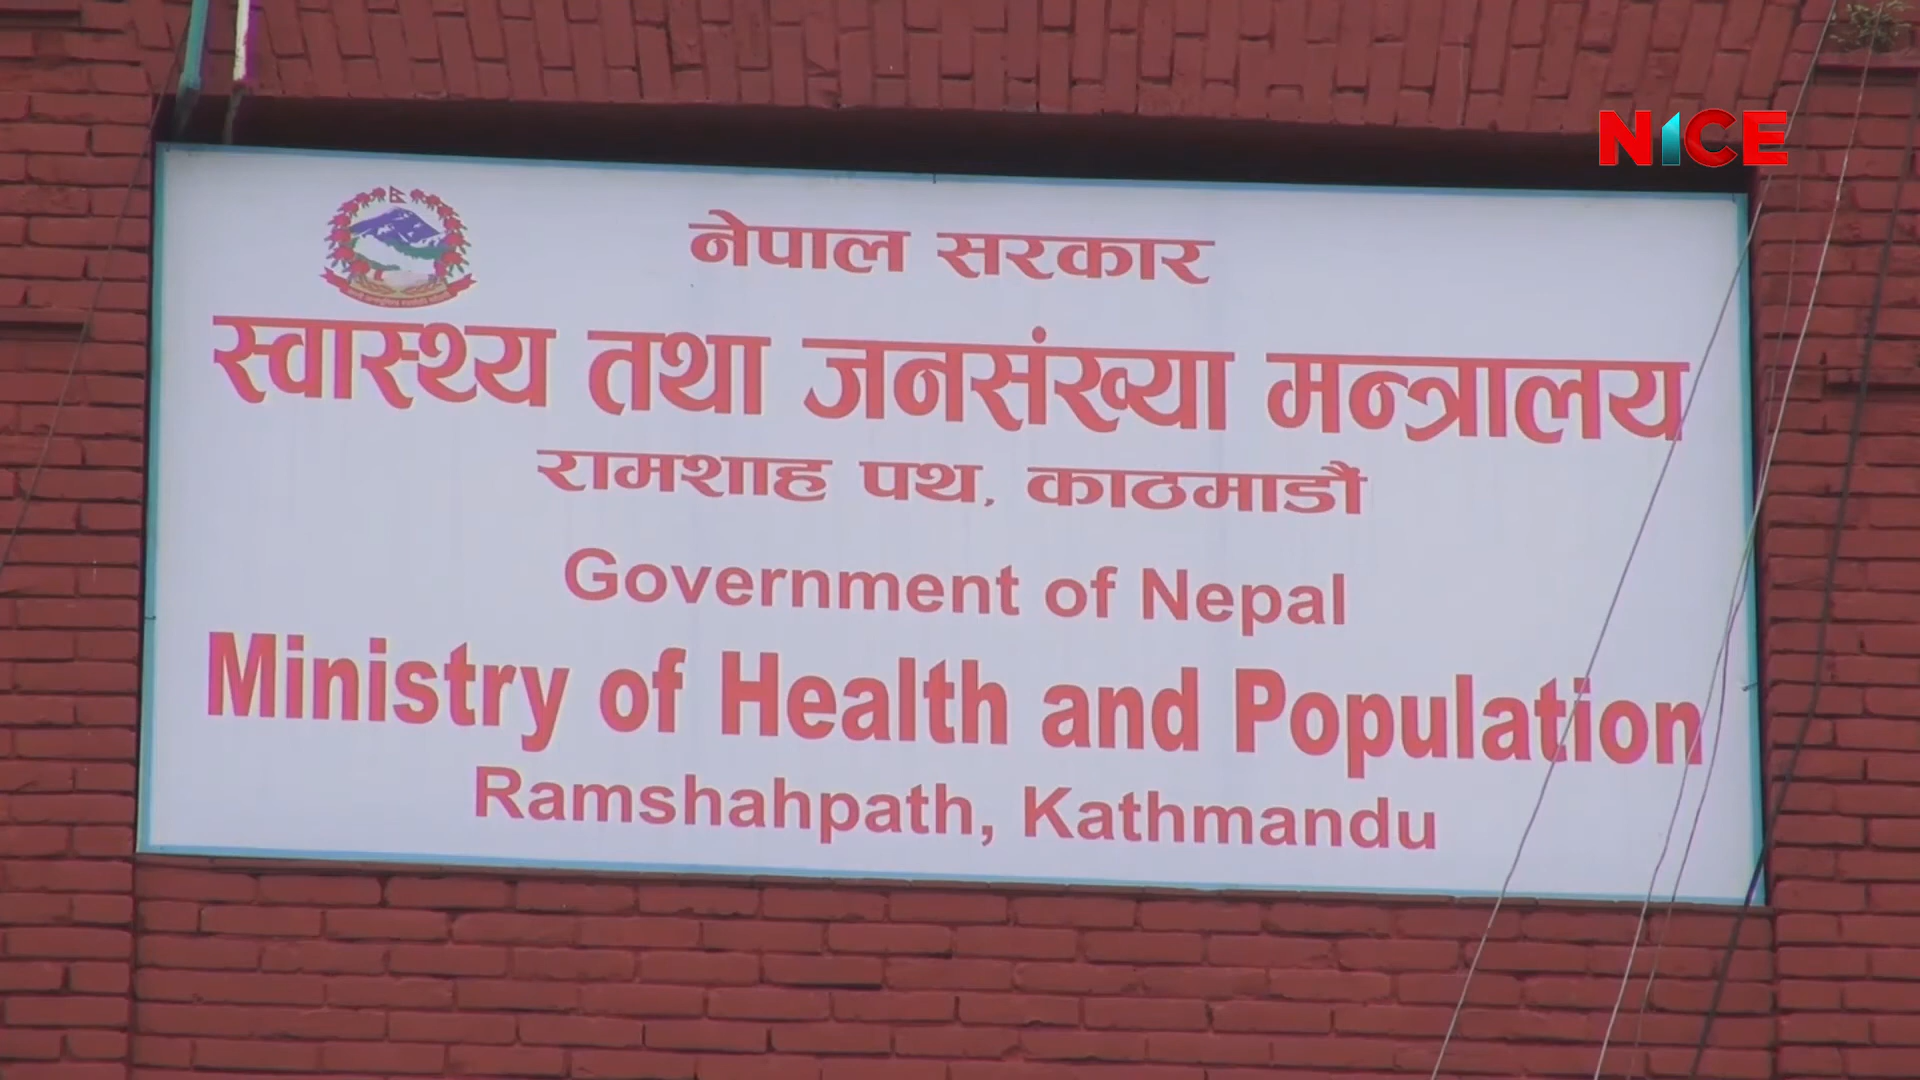 NICE
नेपाल सरकार
स्वास्थ्य तथा जनसंख्या मन्त्रालय
रामशाह पथ, काठमाडौं
Government of Nepal
Ministry of Health and Population
Ramshahpath, Kathmandu